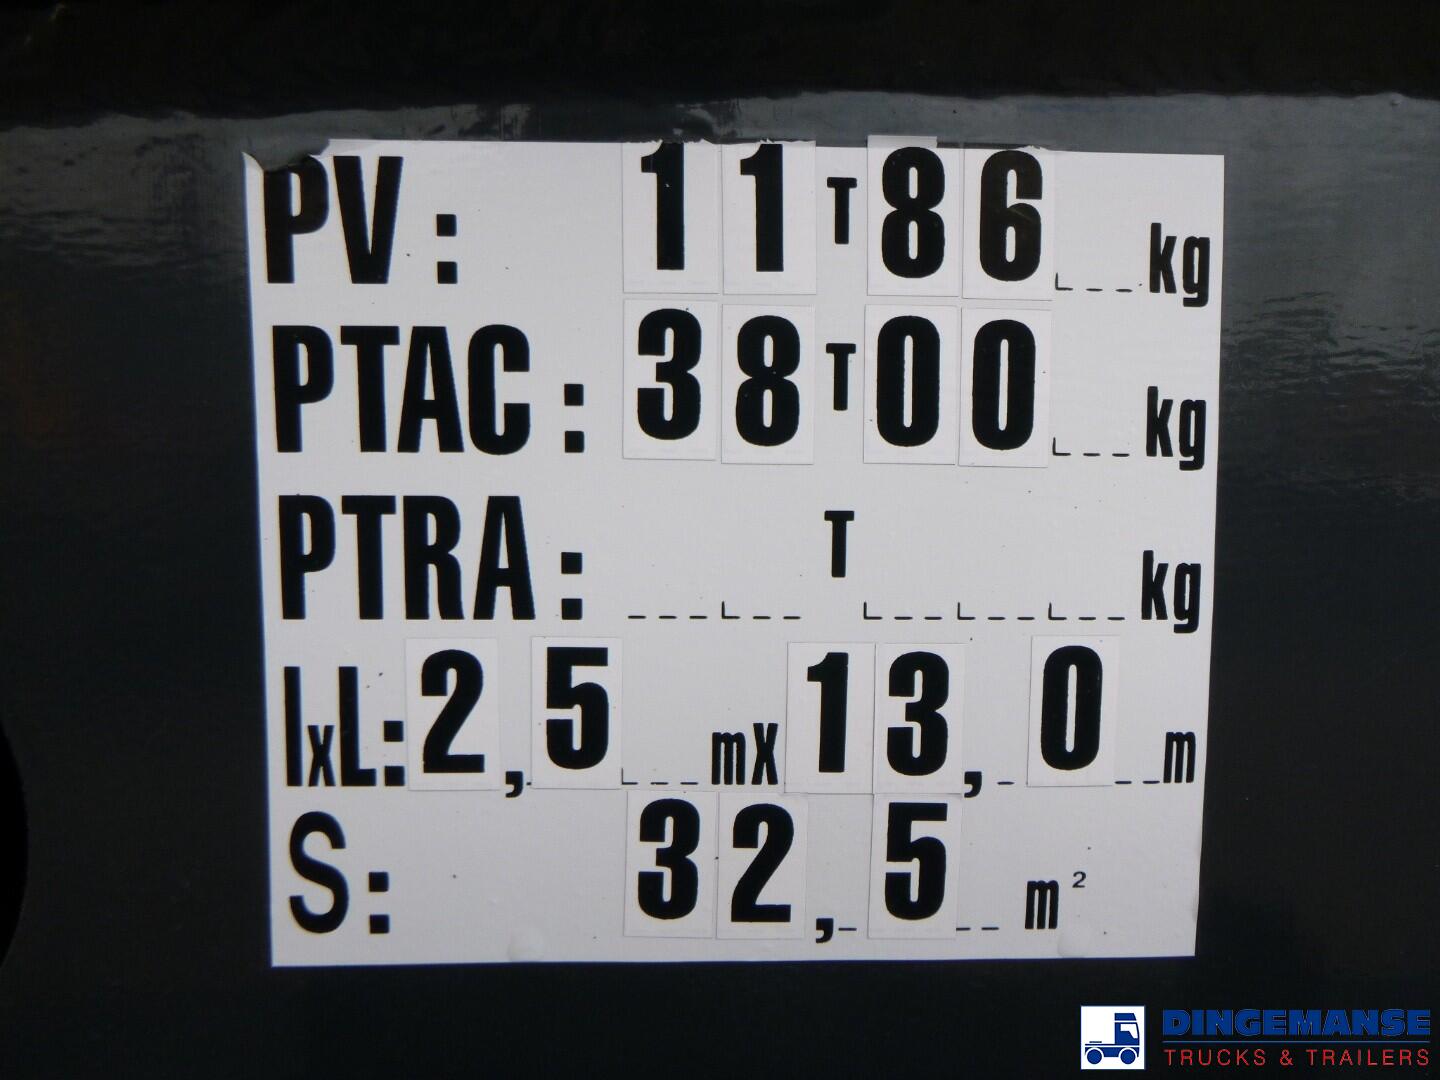 PV: 11 T 86 kg
PTAC: 38 T 00 kg
PTRA: T kg
lxL: 2,5 mx 13,0 m
S: 32,5 m²
DINGEMANSE
TRUCKS & TRAILERS